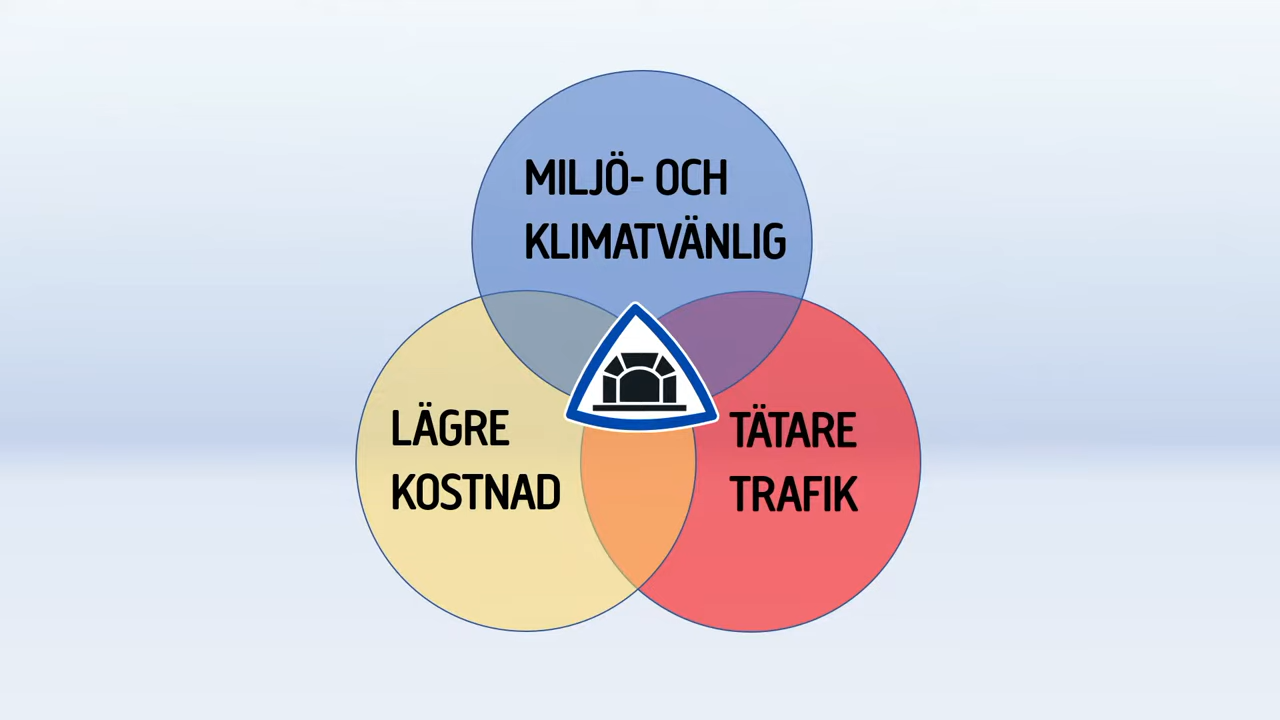 MILJÖ- OCH
KLIMATVÄNLIG
LÄGRE
KOSTNAD
TÄTARE
TRAFIK